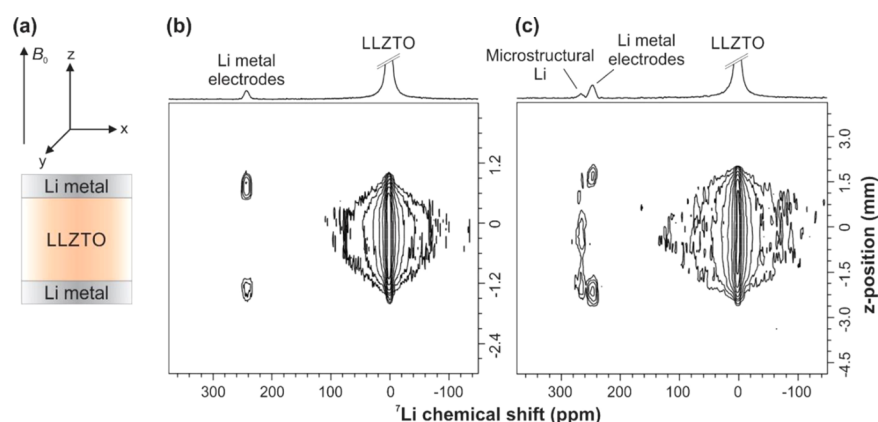 (a)
B₀
z
x
y
Li metal
LLZTO
Li metal
(b)
Li metal
electrodes
LLZTO
1.2
0
-1.2
-2.4
300 200 100 0 -100
(c)
Microstructural
Li
Li metal
electrodes
LLZTO
3.0
1.5
0
-1.5
-3.0
-4.5
z-position (mm)
300 200 100 0 -100
⁷Li chemical shift (ppm)